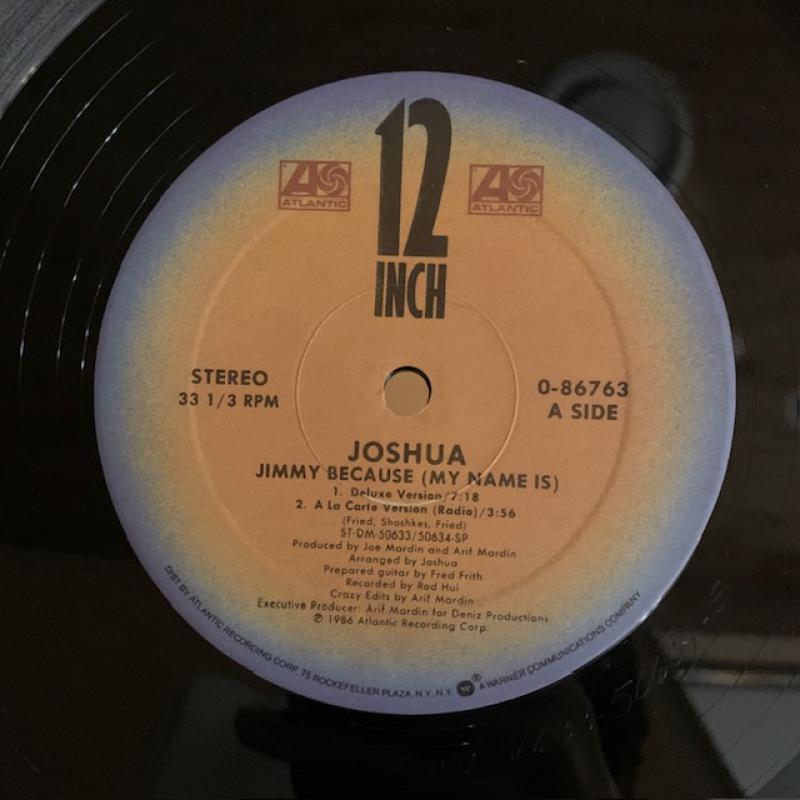 12
INCH
ATLANTIC
ATLANTIC
STEREO
33 1/3 RPM
0-86763
A SIDE
JOSHUA
JIMMY BECAUSE (MY NAME IS)
1. Deluxe Version/7:18
2. A La Carte Version (Radio)/3:56
(Fried, Shoshkes, Fried)
ST-DM-50633/50634-SP
Produced by Joe Mardin and Arif Mardin
Arranged by Joshua
Prepared guitar by Fred Frith
Recorded by Rod Hui
Crazy Edits by Arif Mardin
Executive Producer: Arif Mardin for Deniz Productions
℗ 1986 Atlantic Recording Corp.
DIST. BY ATLANTIC RECORDING CORP. 75 ROCKEFELLER PLAZA, N.Y. N.Y. ® A WARNER COMMUNICATIONS COMPANY